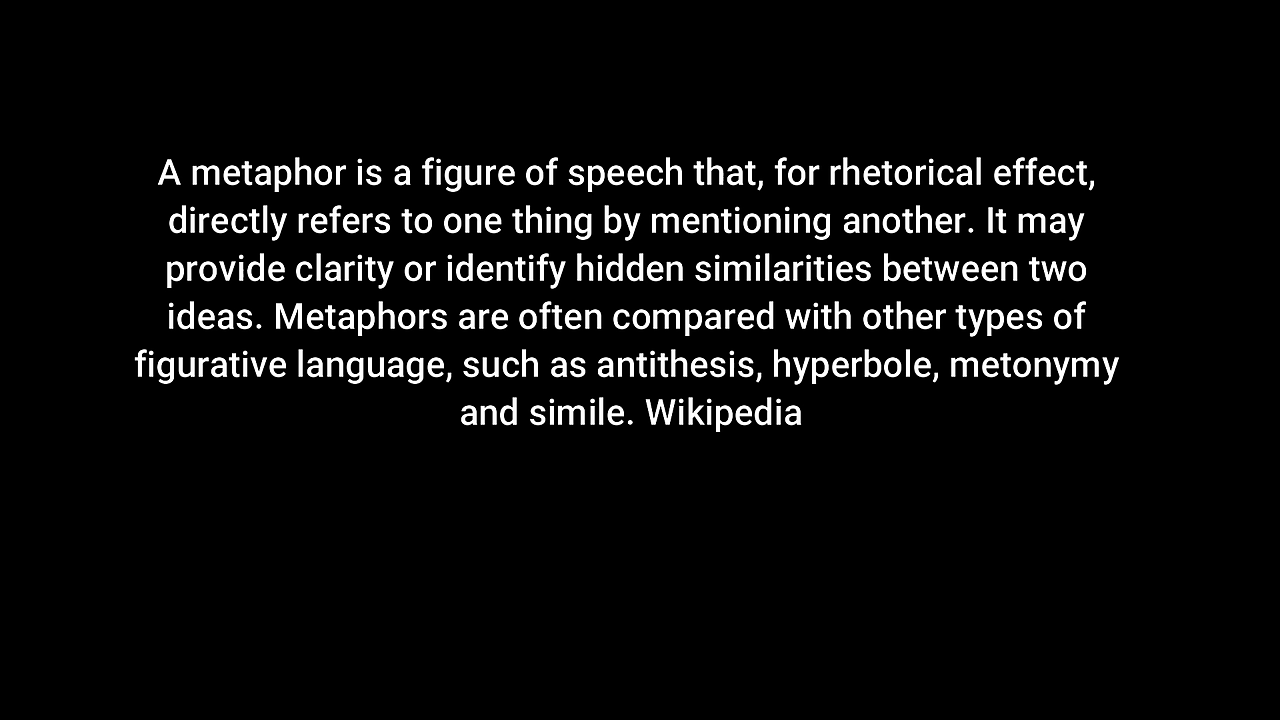 A metaphor is a figure of speech that, for rhetorical effect,
directly refers to one thing by mentioning another. It may
provide clarity or identify hidden similarities between two
ideas. Metaphors are often compared with other types of
figurative language, such as antithesis, hyperbole, metonymy
and simile. Wikipedia